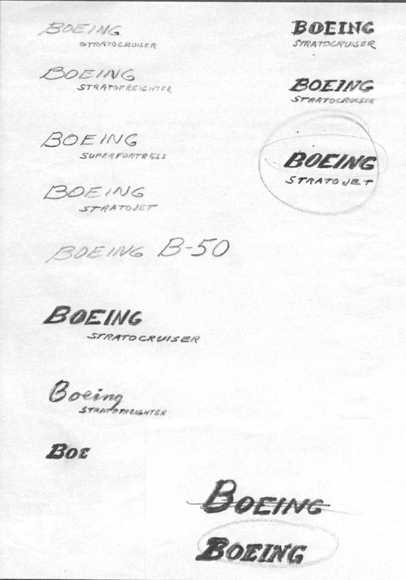 BOEING
STRATOCRUISER
BOEING
STRATOFREIGHTER
BOEING
SUPERFORTRESS
BOEING
STRATOJET
BOEING B-50
BOEING
STRATOCRUISER
Boeing
STRATOFREIGHTER
BOE
BOEING
STRATOCRUISER
BOEING
STRATOCRUISER
BOEING
STRATOJET
BOEING
BOEING